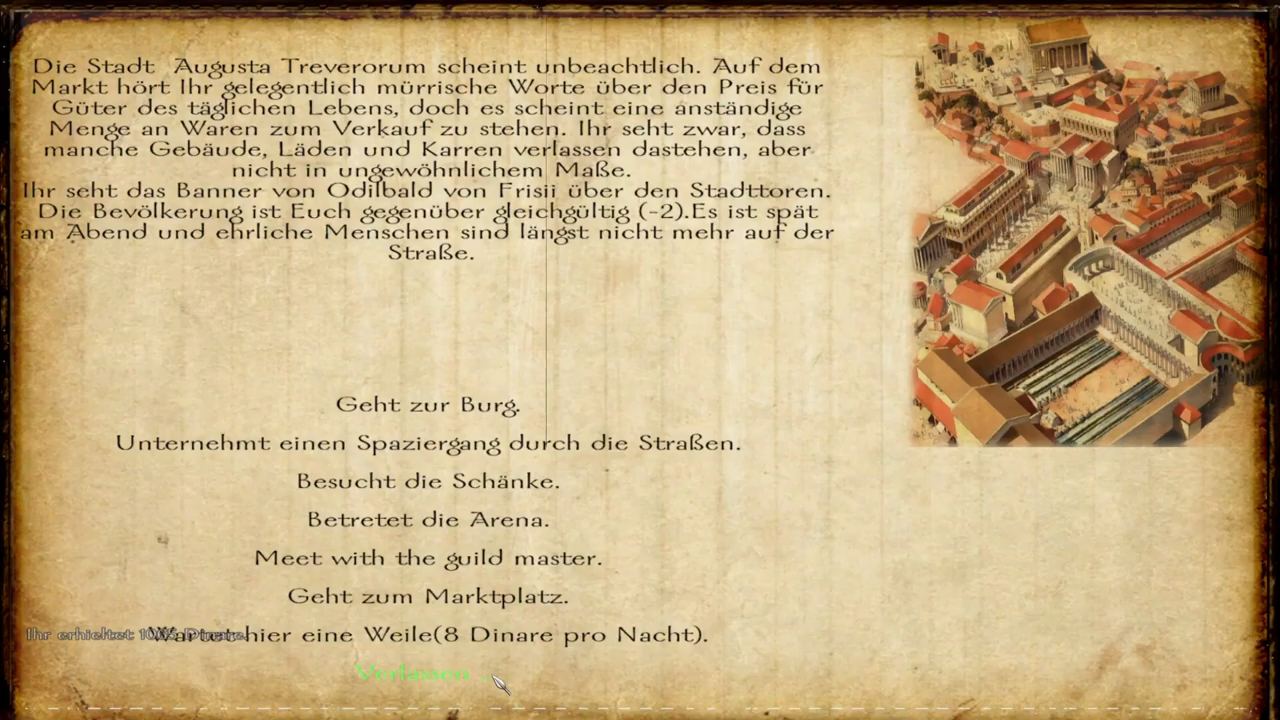 Die Stadt Augusta Treverorum scheint unbeachtlich. Auf dem
Markt hört Ihr gelegentlich mürrische Worte über den Preis für
Güter des täglichen Lebens, doch es scheint eine anständige
Menge an Waren zum Verkauf zu stehen. Ihr seht zwar, dass
manche Gebäude, Läden und Karren verlassen dastehen, aber
nicht in ungewöhnlichem Maße.
Ihr seht das Banner von Odilbald von Frisii über den Stadttoren.
Die Bevölkerung ist Euch gegenüber gleichgültig (-2).Es ist spät
am Abend und ehrliche Menschen sind längst nicht mehr auf der
Straße.
Geht zur Burg.
Unternehmt einen Spaziergang durch die Straßen.
Besucht die Schänke.
Betretet die Arena.
Meet with the guild master.
Geht zum Marktplatz.
Ihr erhieltet Dinare.
Wartet hier eine Weile(8 Dinare pro Nacht).
Verlassen ...